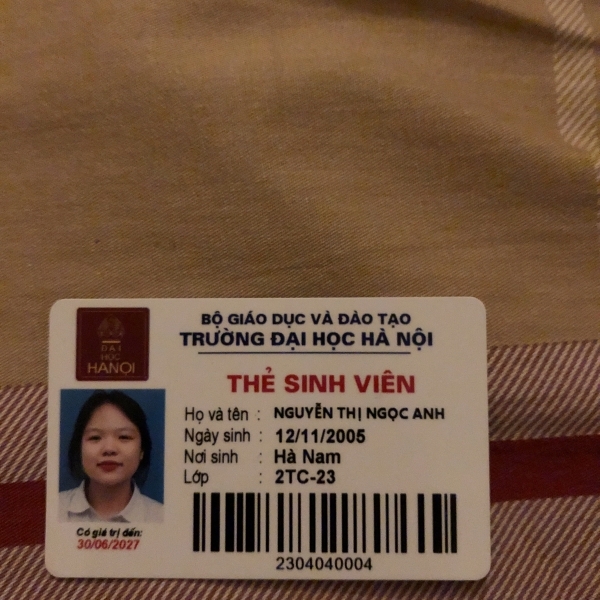 BỘ GIÁO DỤC VÀ ĐÀO TẠO
TRƯỜNG ĐẠI HỌC HÀ NỘI
ĐẠI
HỌC
HANỌI
THẺ SINH VIÊN
Họ và tên : NGUYỄN THỊ NGỌC ANH
Ngày sinh : 12/11/2005
Nơi sinh : Hà Nam
Lớp : 2TC-23
Có giá trị đến:
30/06/2027
2304040004